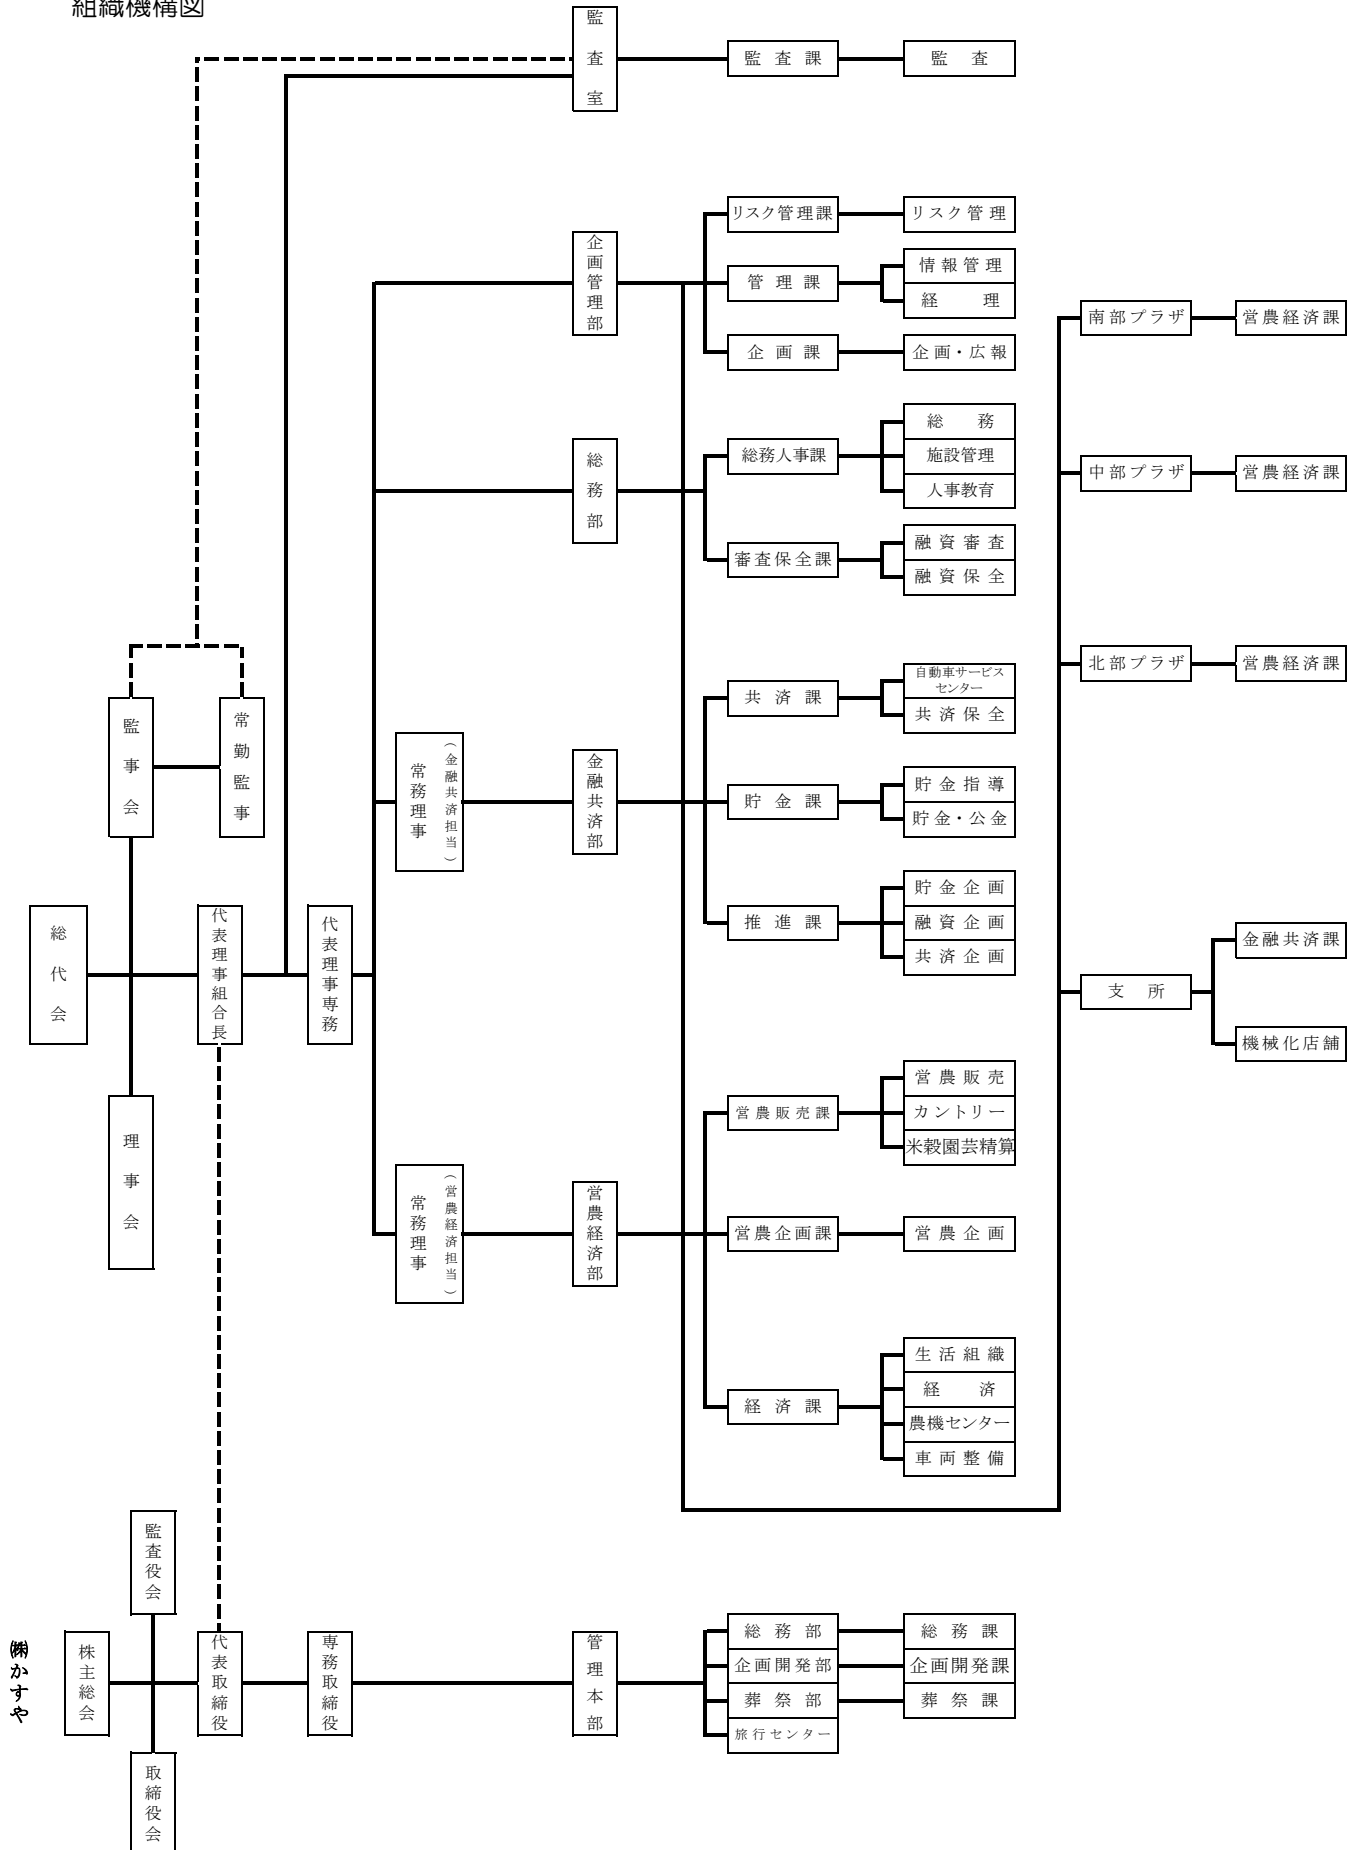 組織機構図
監査室
監査課
監査
企画管理部
リスク管理課
リスク管理
管理課
情報管理
経理
企画課
企画・広報
総務部
総務人事課
総務
施設管理
人事教育
審査保全課
融資審査
融資保全
南部プラザ
営農経済課
中部プラザ
営農経済課
北部プラザ
営農経済課
監事会
常勤監事
常務理事
（金融共済担当）
金融共済部
共済課
自動車サービス
センター
共済保全
貯金課
貯金指導
貯金・公金
推進課
貯金企画
融資企画
共済企画
総代会
代表理事組合長
代表理事専務
支所
金融共済課
機械化店舗
理事会
常務理事
（営農経済担当）
営農経済部
営農販売課
営農販売
カントリー
米穀園芸精算
営農企画課
営農企画
経済課
生活組織
経済
農機センター
車両整備
㈱かすや
監査役会
株主総会
代表取締役
専務取締役
取締役会
管理本部
総務部
総務課
企画開発部
企画開発課
葬祭部
葬祭課
旅行センター